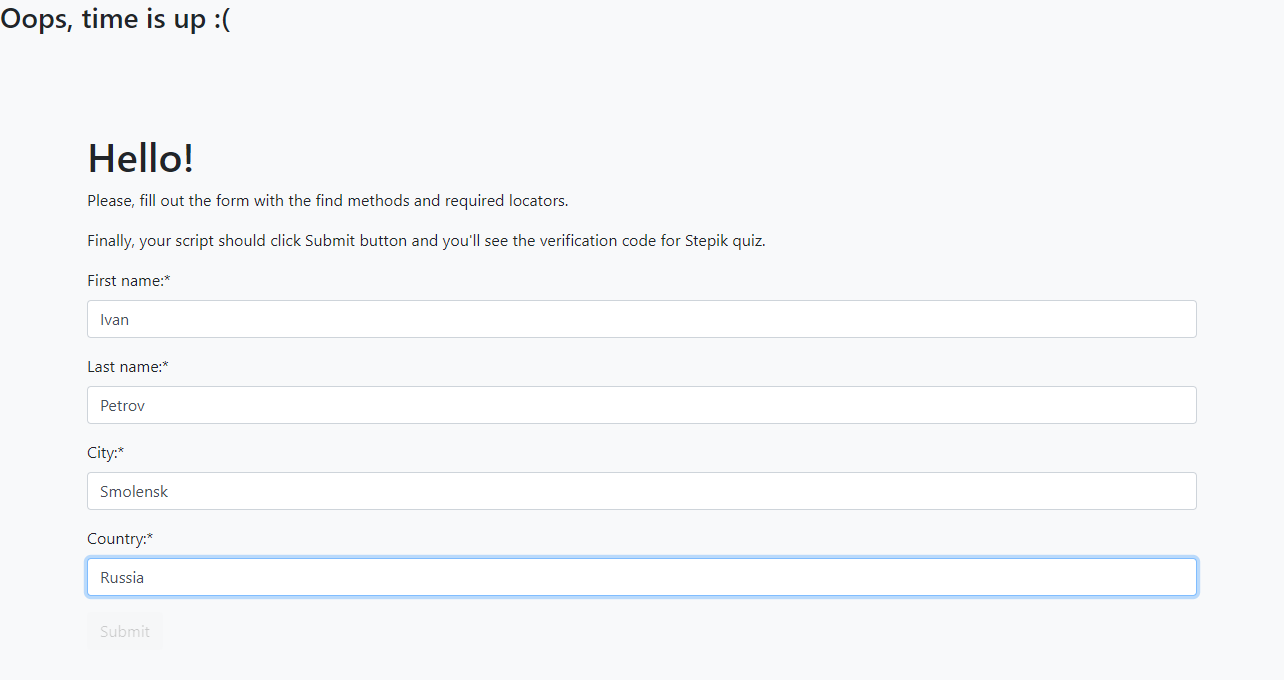 Oops, time is up :(
Hello!
Please, fill out the form with the find methods and required locators.
Finally, your script should click Submit button and you'll see the verification code for Stepik quiz.
First name:*
Ivan
Last name:*
Petrov
City:*
Smolensk
Country:*
Russia
Submit